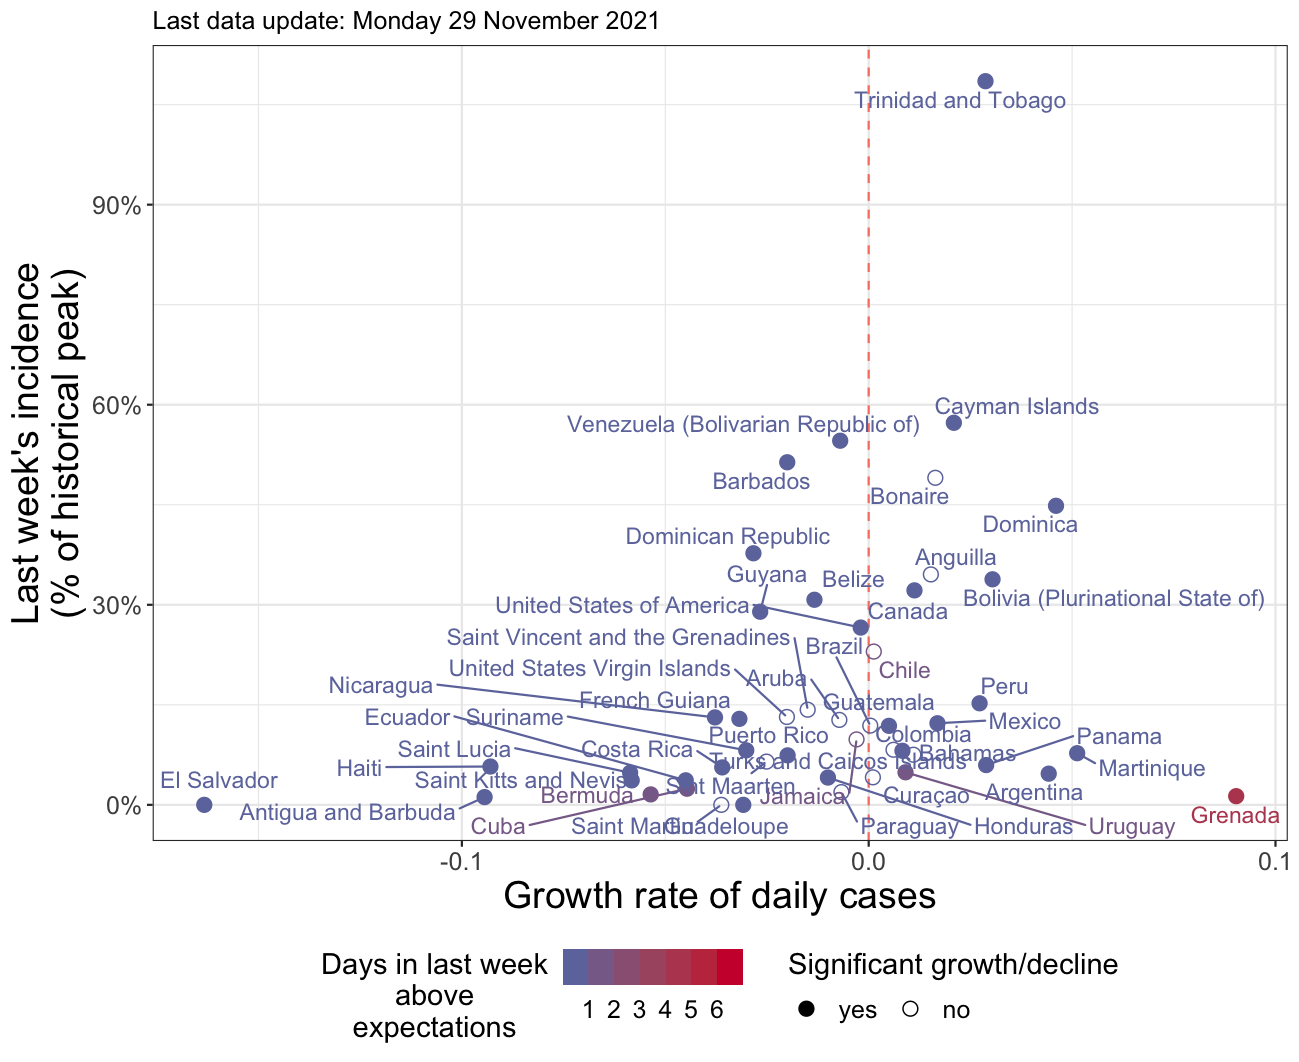 Last data update: Monday 29 November 2021
Last week's incidence
(% of historical peak)
90%
60%
30%
0%
Trinidad and Tobago
Cayman Islands
Venezuela (Bolivarian Republic of)
Barbados
Bonaire
Dominica
Dominican Republic
Anguilla
Guyana
Belize
Bolivia (Plurinational State of)
United States of America
Canada
Saint Vincent and the Grenadines
Brazil
United States Virgin Islands
Chile
Aruba
Nicaragua
Peru
French Guiana
Guatemala
Ecuador
Suriname
Mexico
Puerto Rico
Colombia
Panama
Saint Lucia
Costa Rica
Bahamas
Turks and Caicos Islands
Haiti
Martinique
El Salvador
Saint Kitts and Nevis
Sint Maarten
Bermuda
Jamaica
Curaçao
Argentina
Antigua and Barbuda
Grenada
Cuba
Saint Martin
Guadeloupe
Paraguay
Honduras
Uruguay
-0.1
0.0
0.1
Growth rate of daily cases
Days in last week
above
expectations
1 2 3 4 5 6
Significant growth/decline
yes
no